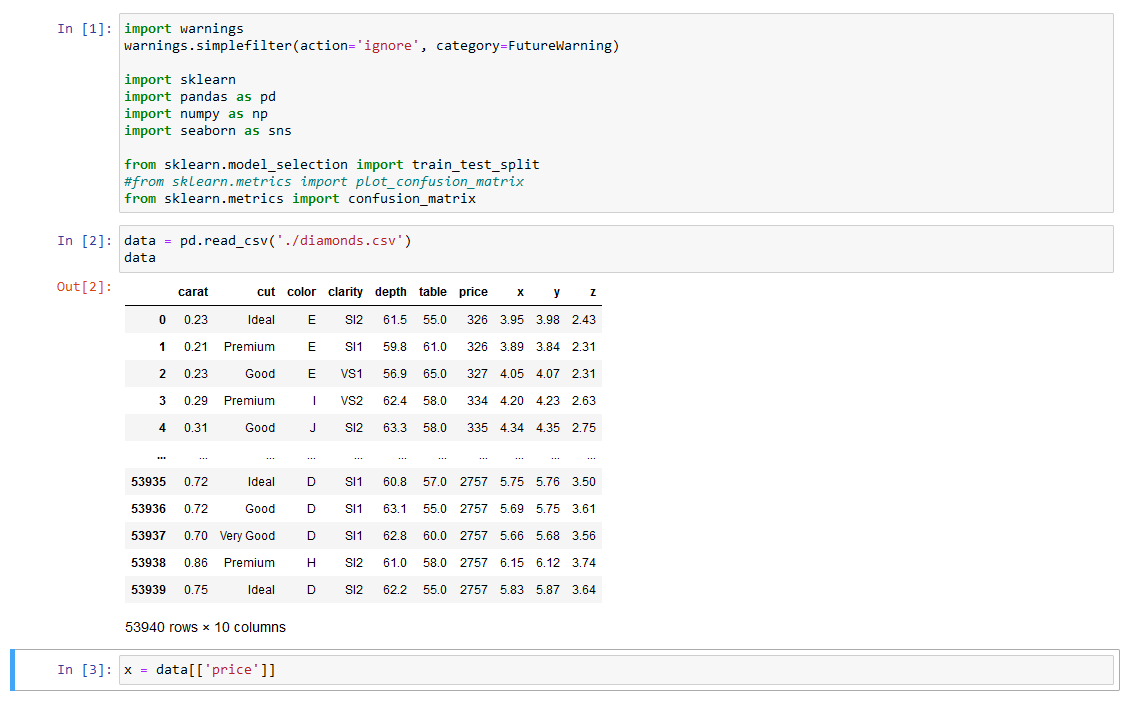 In [1]: import warnings
warnings.simplefilter(action='ignore', category=FutureWarning)
import sklearn
import pandas as pd
import numpy as np
import seaborn as sns
from sklearn.model_selection import train_test_split
#from sklearn.metrics import plot_confusion_matrix
from sklearn.metrics import confusion_matrix
In [2]: data = pd.read_csv('./diamonds.csv')
data
Out[2]:
carat cut color clarity depth table price x y z
0 0.23 Ideal E SI2 61.5 55.0 326 3.95 3.98 2.43
1 0.21 Premium E SI1 59.8 61.0 326 3.89 3.84 2.31
2 0.23 Good E VS1 56.9 65.0 327 4.05 4.07 2.31
3 0.29 Premium I VS2 62.4 58.0 334 4.20 4.23 2.63
4 0.31 Good J SI2 63.3 58.0 335 4.34 4.35 2.75
... ... ... ... ... ... ... ... ... ... ...
53935 0.72 Ideal D SI1 60.8 57.0 2757 5.75 5.76 3.50
53936 0.72 Good D SI1 63.1 55.0 2757 5.69 5.75 3.61
53937 0.70 Very Good D SI1 62.8 60.0 2757 5.66 5.68 3.56
53938 0.86 Premium H SI2 61.0 58.0 2757 6.15 6.12 3.74
53939 0.75 Ideal D SI2 62.2 55.0 2757 5.83 5.87 3.64
53940 rows × 10 columns
In [3]: x = data[['price']]